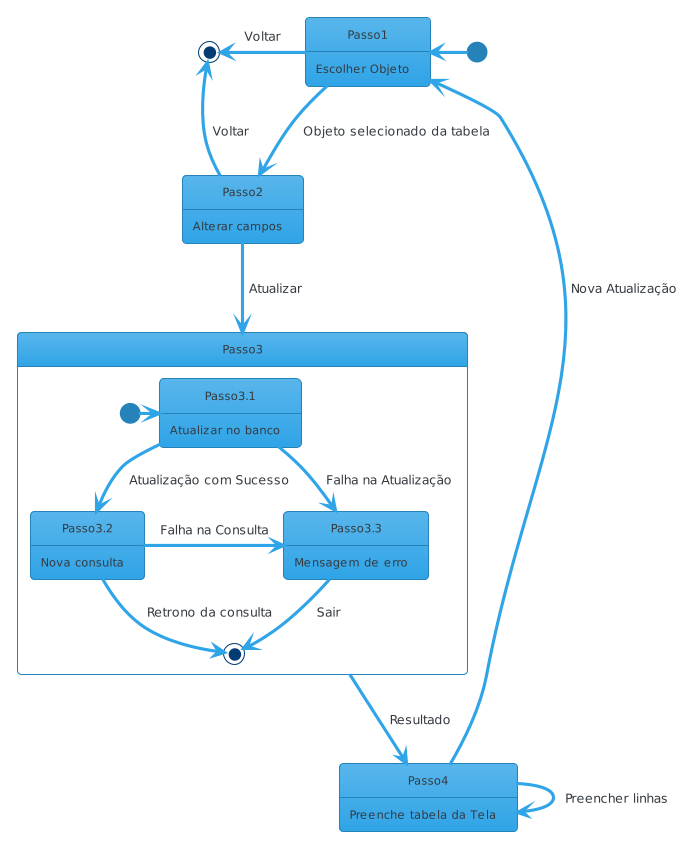 Voltar
Passo1
Escolher Objeto
Voltar
Objeto selecionado da tabela
Passo2
Alterar campos
Atualizar
Nova Atualização
Passo3
Passo3.1
Atualizar no banco
Atualização com Sucesso
Falha na Atualização
Passo3.2
Nova consulta
Falha na Consulta
Passo3.3
Mensagem de erro
Retrono da consulta
Sair
Resultado
Passo4
Preenche tabela da Tela
Preencher linhas